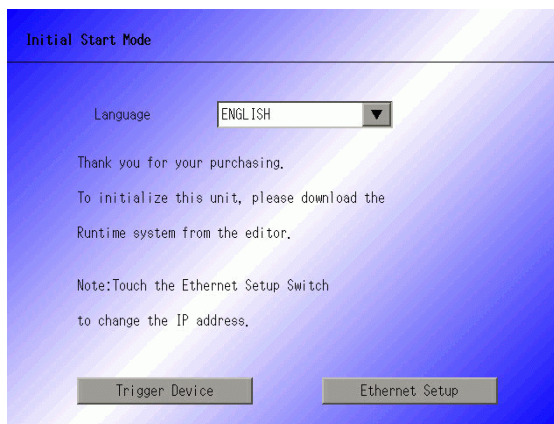 Initial Start Mode
Language
ENGLISH
Thank you for your purchasing.
To initialize this unit, please download the
Runtime system from the editor.
Note:Touch the Ethernet Setup Switch
to change the IP address.
Trigger Device
Ethernet Setup